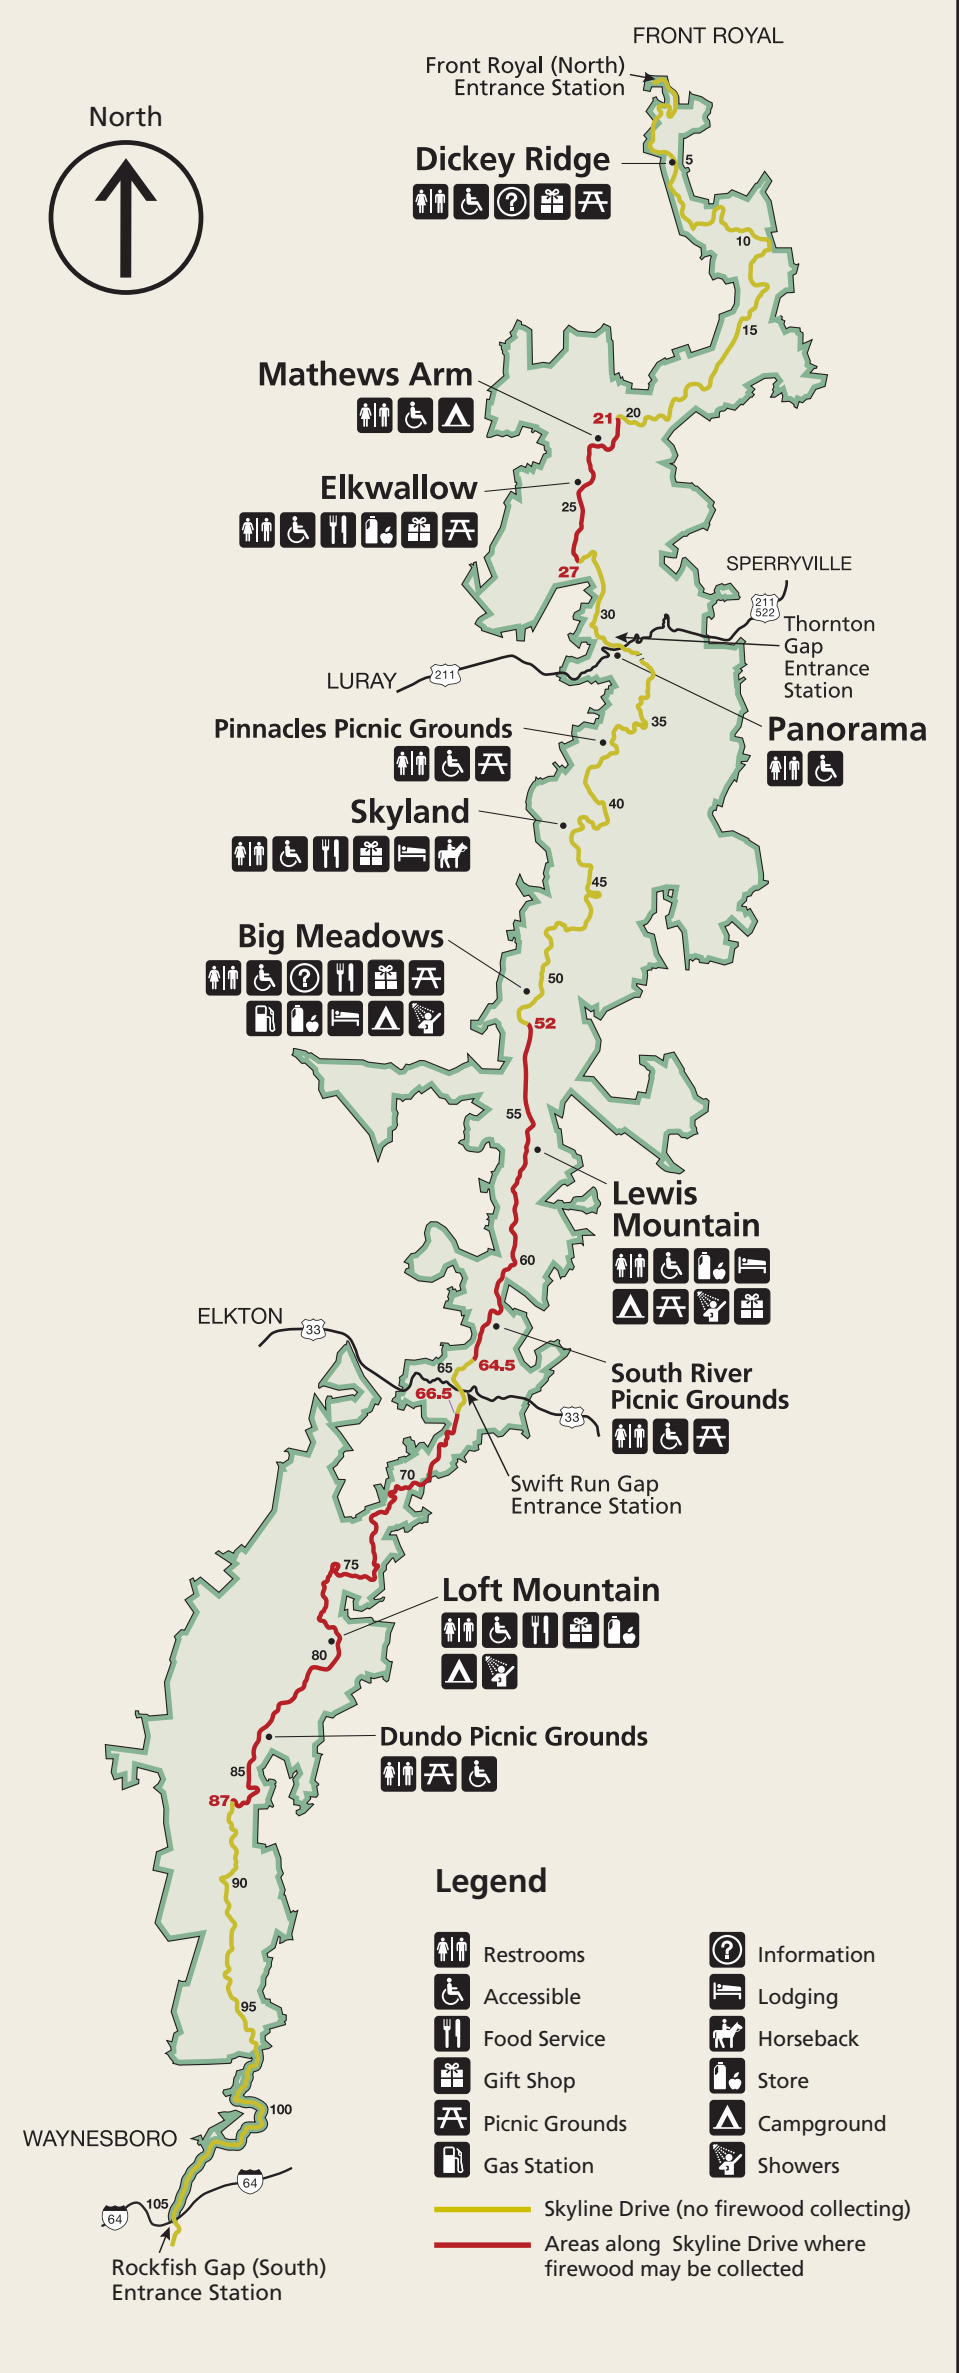 FRONT ROYAL
Front Royal (North)
Entrance Station
North
Dickey Ridge
5
?
10
15
Mathews Arm
20
21
Elkwallow
25
27
SPERRYVILLE
30
211
522
Thornton
Gap
Entrance
Station
LURAY
211
Pinnacles Picnic Grounds
35
Panorama
Skyland
40
45
Big Meadows
?
50
52
55
Lewis
Mountain
60
ELKTON
33
65
64.5
66.5
South River
Picnic Grounds
33
70
Swift Run Gap
Entrance Station
75
Loft Mountain
80
Dundo Picnic Grounds
85
87
Legend
90
Restrooms
? Information
Accessible
Lodging
95
Food Service
Horseback
Gift Shop
Store
100
Picnic Grounds
Campground
WAYNESBORO
Gas Station
Showers
64
105
64
Skyline Drive (no firewood collecting)
Areas along Skyline Drive where
firewood may be collected
Rockfish Gap (South)
Entrance Station